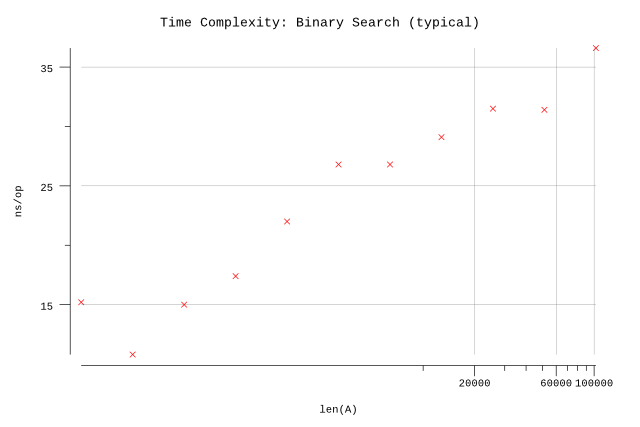 Time Complexity: Binary Search (typical)
35
25
15
ns/op
20000
60000
100000
len(A)